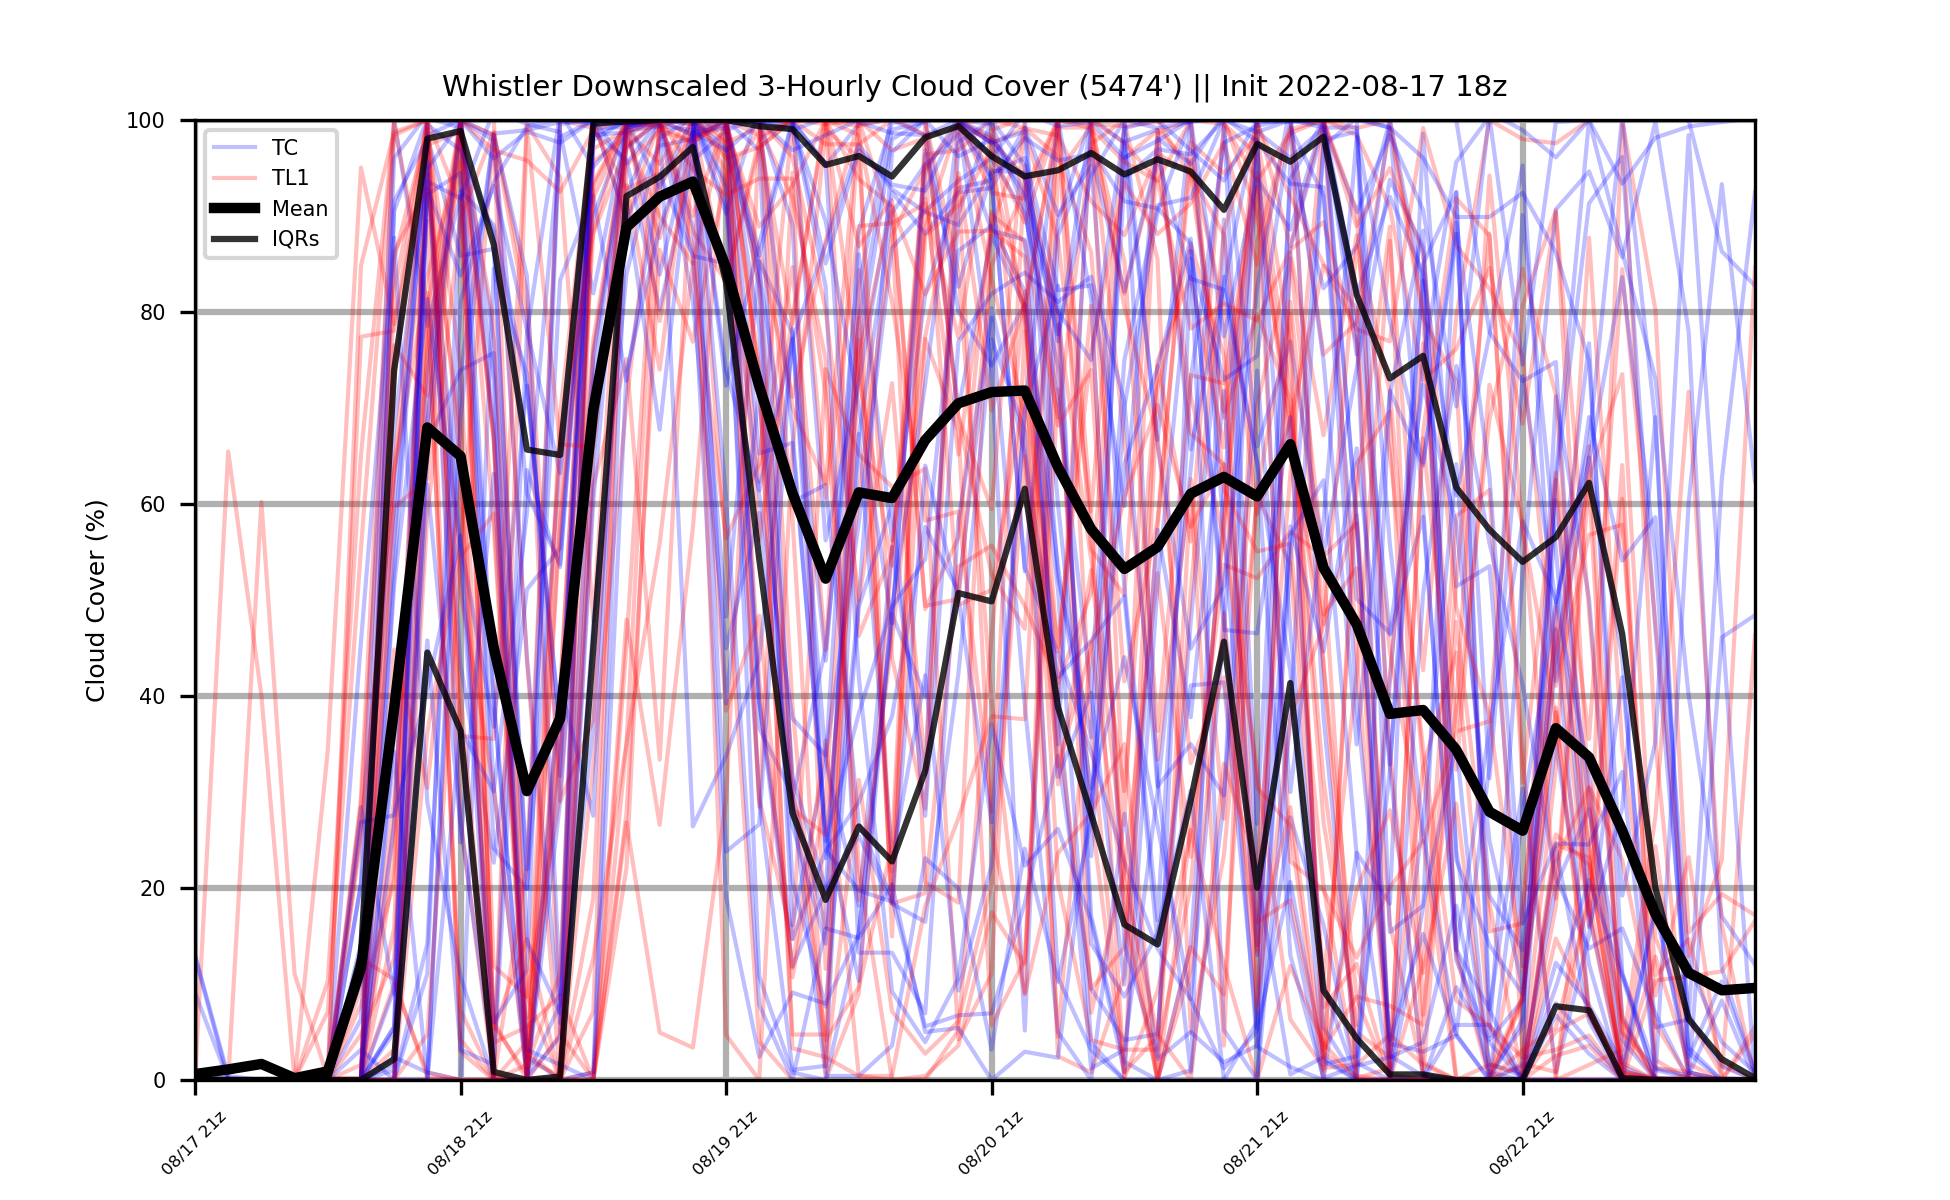 Whistler Downscaled 3-Hourly Cloud Cover (5474') || Init 2022-08-17 18z
TC
TL1
Mean
IQRs
100
80
60
40
20
0
Cloud Cover (%)
08/17 21z
08/18 21z
08/19 21z
08/20 21z
08/21 21z
08/22 21z